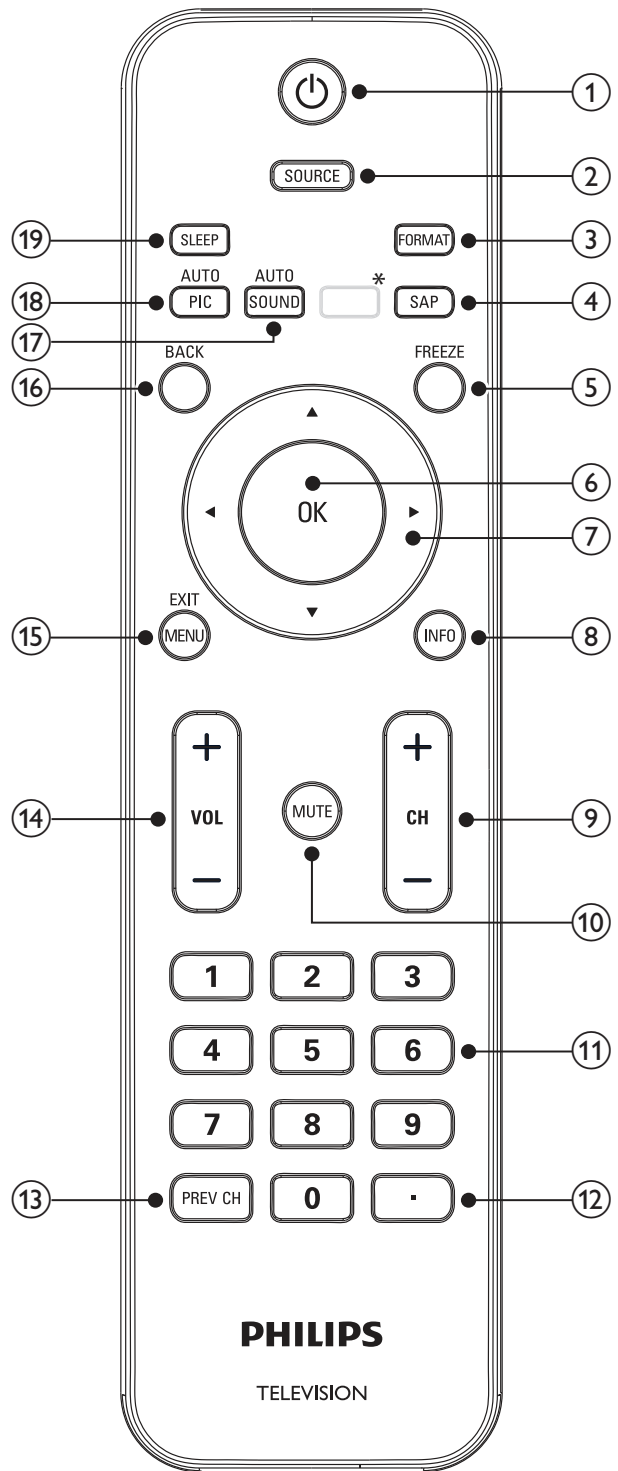 1
SOURCE
2
19
SLEEP
FORMAT
3
AUTO
AUTO
*
18
PIC
SOUND
SAP
4
17
BACK
FREEZE
16
5
6
OK
7
EXIT
15
MENU
INFO
8
+
+
14
VOL
MUTE
CH
9
−
−
10
1 2 3
4 5 6
11
7 8 9
13
PREV CH
0
.
12
PHILIPS
TELEVISION